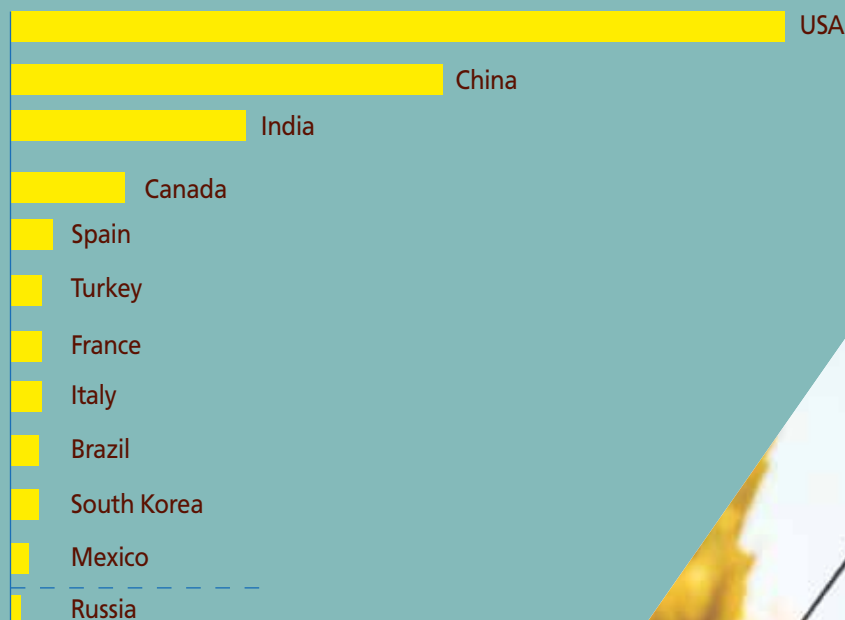 USA
China
India
Canada
Spain
Turkey
France
Italy
Brazil
South Korea
Mexico
Russia